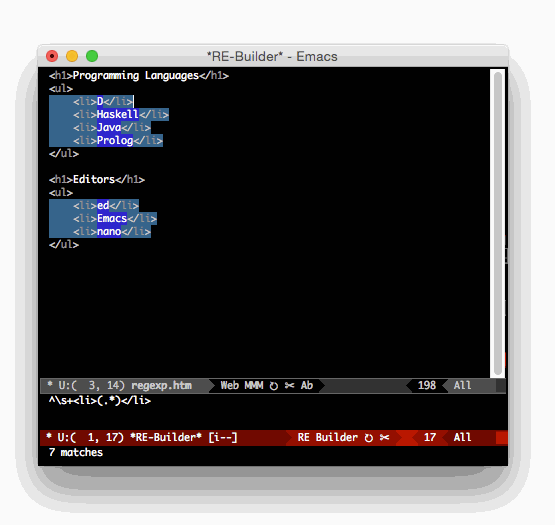 *RE-Builder* - Emacs
<h1>Programming Languages</h1>
<ul>
    <li>D</li>
    <li>Haskell</li>
    <li>Java</li>
    <li>Prolog</li>
</ul>

<h1>Editors</h1>
<ul>
    <li>ed</li>
    <li>Emacs</li>
    <li>nano</li>
</ul>
* U:(  3, 14) regexp.htm Web MMM ↻ ✂ Ab 198 All
^\s+<li>(.*)</li>
* U:(  1, 17) *RE-Builder* [i--] RE Builder ↻ ✂ 17 All
7 matches